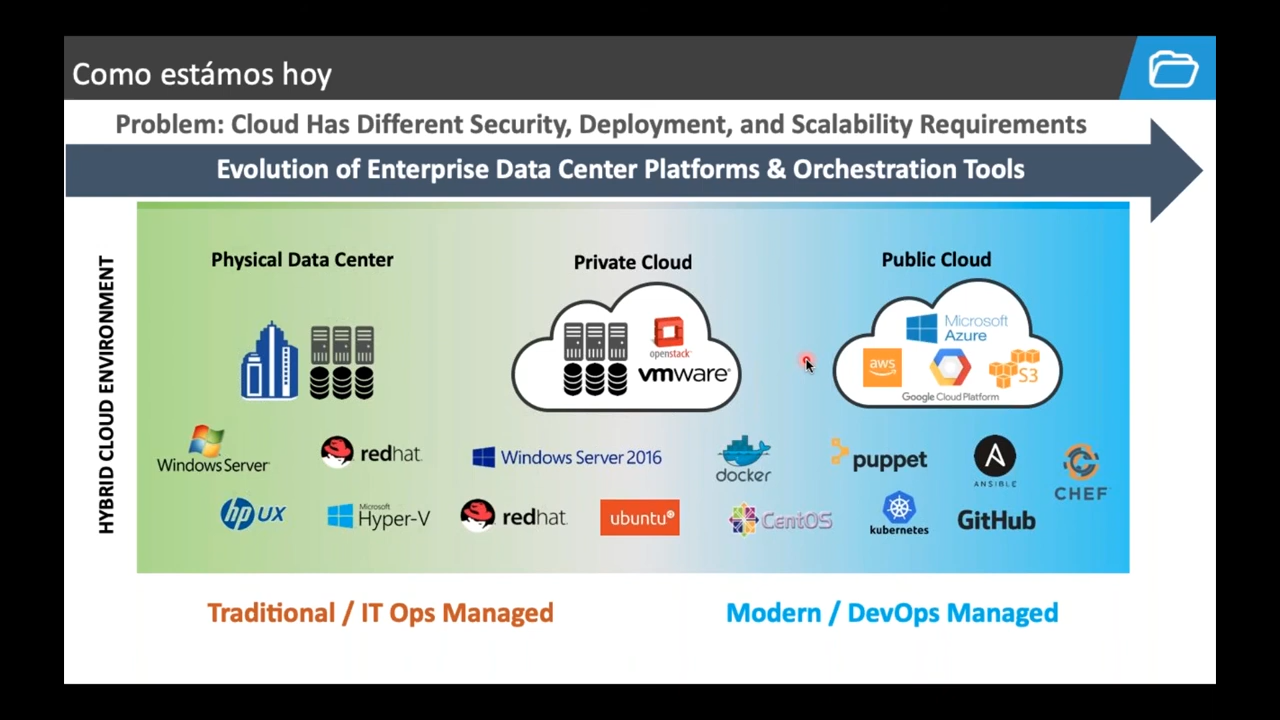 Como estámos hoy
Problem: Cloud Has Different Security, Deployment, and Scalability Requirements
Evolution of Enterprise Data Center Platforms & Orchestration Tools
HYBRID CLOUD ENVIRONMENT
Physical Data Center
Private Cloud
Public Cloud
openstack
vmware®
Microsoft
Azure
aws
S3
Google Cloud Platform
Windows Server
redhat.
Windows Server 2016
docker
puppet
ANSIBLE
CHEF
hp UX
Microsoft
Hyper-V
redhat.
ubuntu®
CentOS
kubernetes
GitHub
Traditional / IT Ops Managed
Modern / DevOps Managed